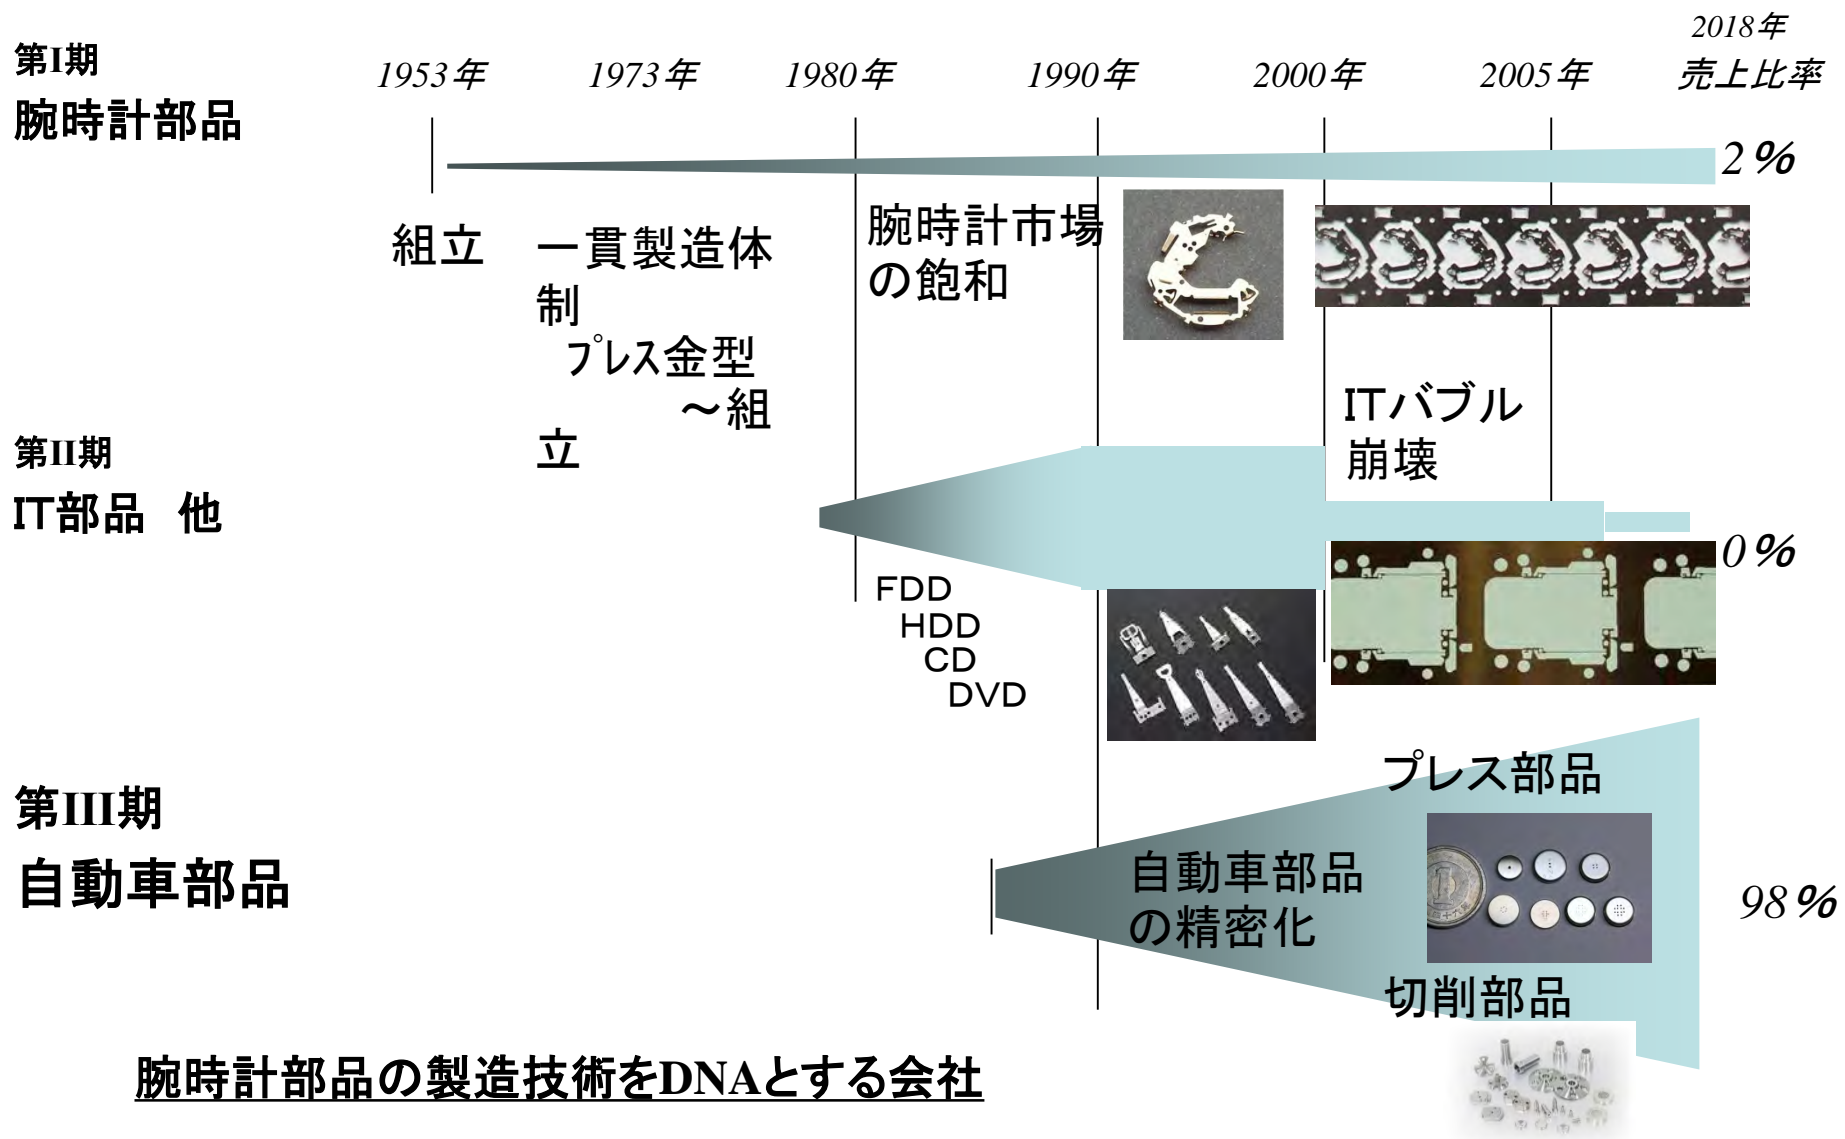 2018年
売上比率
第I期
腕時計部品
1953年 1973年 1980年 1990年 2000年 2005年
2%
組立
一貫製造体
制
プレス金型
～組
立
腕時計市場
の飽和
第II期
IT部品 他
ITバブル
崩壊
0%
FDD
HDD
CD
DVD
第III期
自動車部品
自動車部品
の精密化
プレス部品
切削部品
98%
腕時計部品の製造技術をDNAとする会社